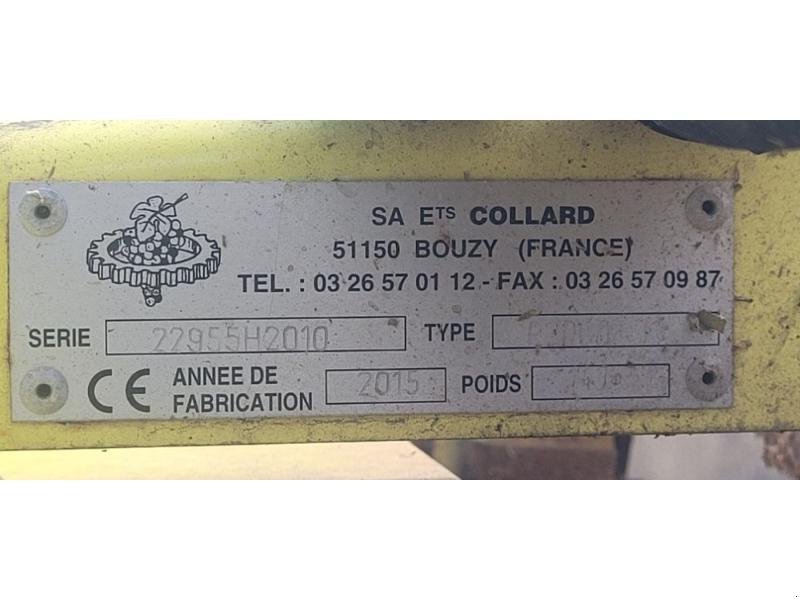 SA ETS COLLARD
51150 BOUZY (FRANCE)
TEL. : 03 26 57 01 12 - FAX : 03 26 57 09 87
SERIE 22955H2010 TYPE
CE ANNEE DE FABRICATION 2015 POIDS